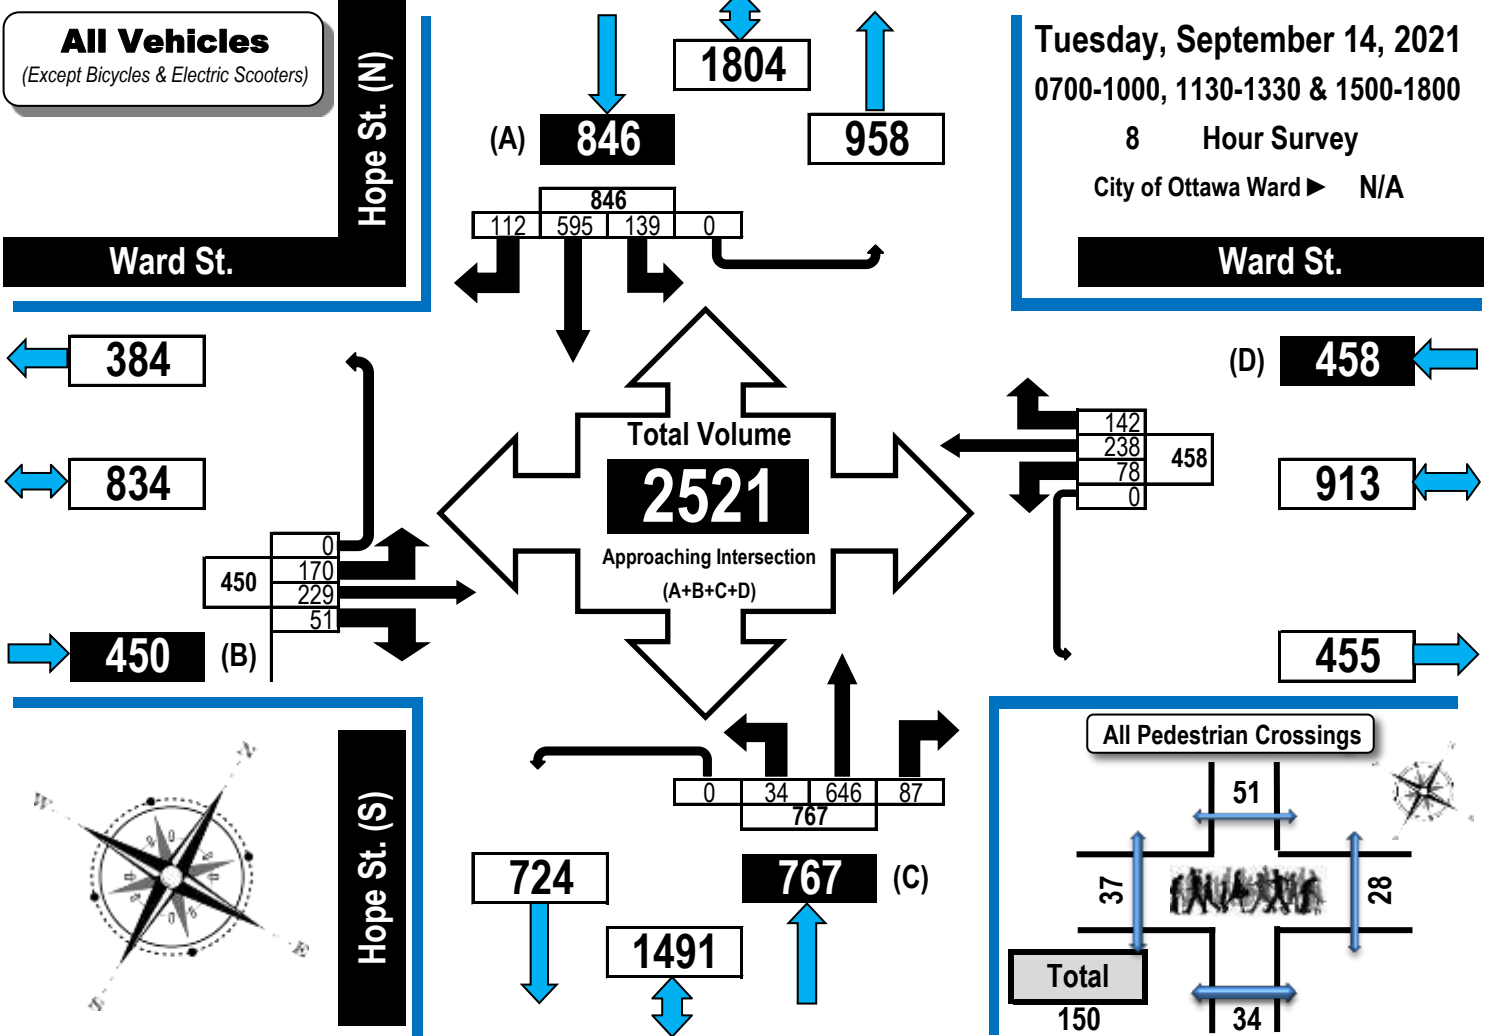 All Vehicles
(Except Bicycles & Electric Scooters)
Hope St. (N)
Ward St.
1804
(A) 846
958
846
112 595 139 0
Tuesday, September 14, 2021
0700-1000, 1130-1330 & 1500-1800
8 Hour Survey
City of Ottawa Ward ► N/A
Ward St.
384
834
0
170
229
51
450
450 (B)
Total Volume
2521
Approaching Intersection
(A+B+C+D)
(D) 458
142
238
78
0
458
913
455
N
W
E
S
Hope St. (S)
0 34 646 87
767
724
767 (C)
1491
All Pedestrian Crossings
51
37
28
Total
150
34